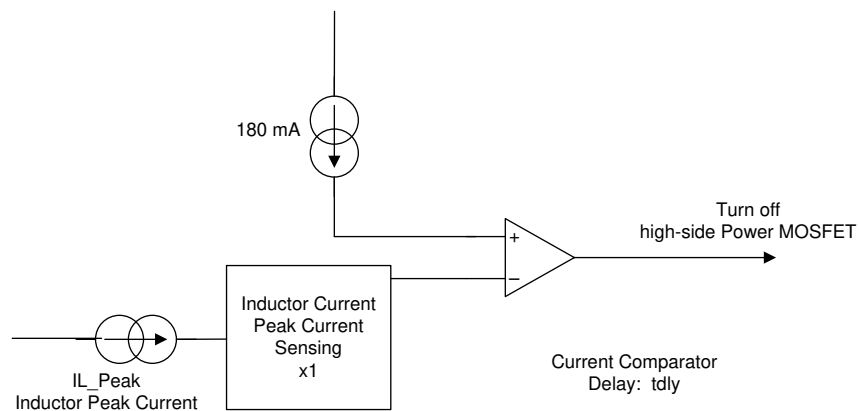 180 mA
Turn off
high-side Power MOSFET
+
–
Inductor Current
Peak Current
Sensing
x1
IL_Peak
Inductor Peak Current
Current Comparator
Delay: tdly